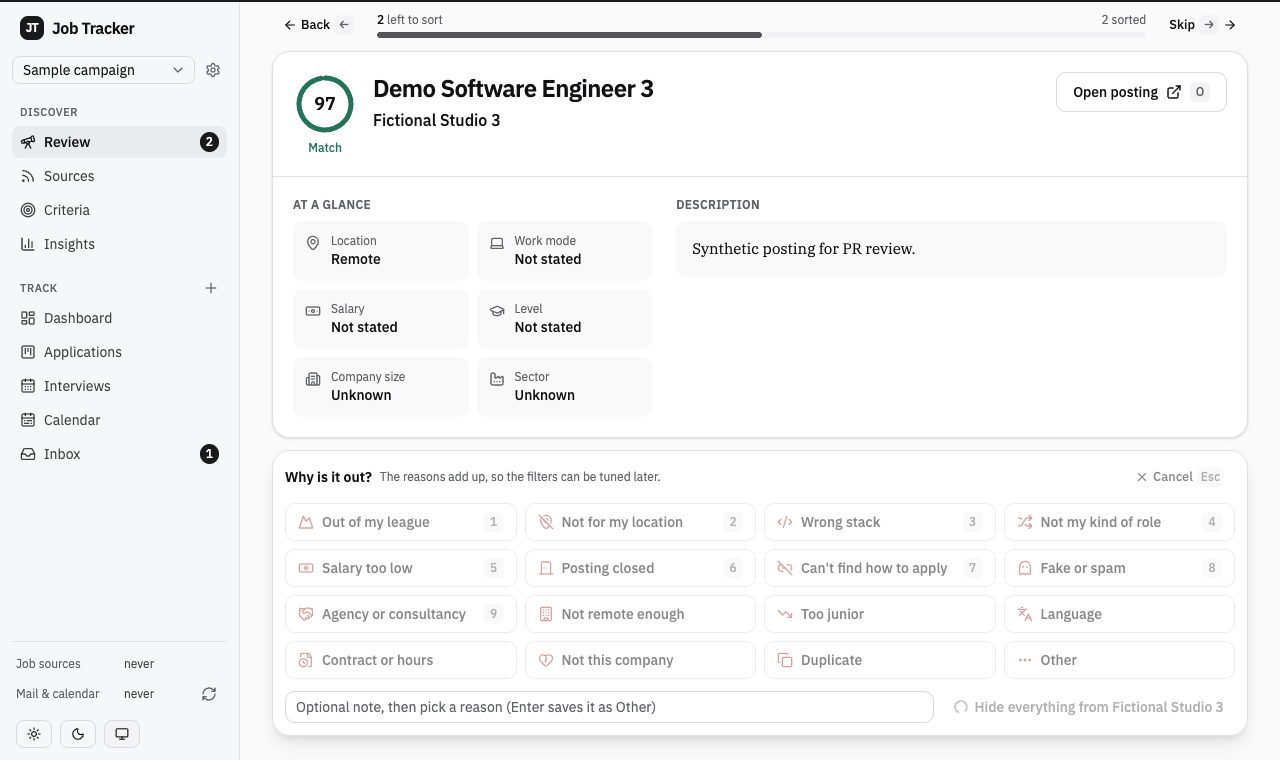 JT Job Tracker
Sample campaign
DISCOVER
Review 2
Sources
Criteria
Insights
TRACK
Dashboard
Applications
Interviews
Calendar
Inbox 1
Job sources never
Mail & calendar never
Back
2 left to sort
2 sorted
Skip
97
Match
Demo Software Engineer 3
Fictional Studio 3
Open posting O
AT A GLANCE
Location
Remote
Work mode
Not stated
Salary
Not stated
Level
Not stated
Company size
Unknown
Sector
Unknown
DESCRIPTION
Synthetic posting for PR review.
Why is it out? The reasons add up, so the filters can be tuned later.
Cancel Esc
Out of my league 1
Not for my location 2
Wrong stack 3
Not my kind of role 4
Salary too low 5
Posting closed 6
Can't find how to apply 7
Fake or spam 8
Agency or consultancy 9
Not remote enough
Too junior
Language
Contract or hours
Not this company
Duplicate
Other
Optional note, then pick a reason (Enter saves it as Other)
Hide everything from Fictional Studio 3